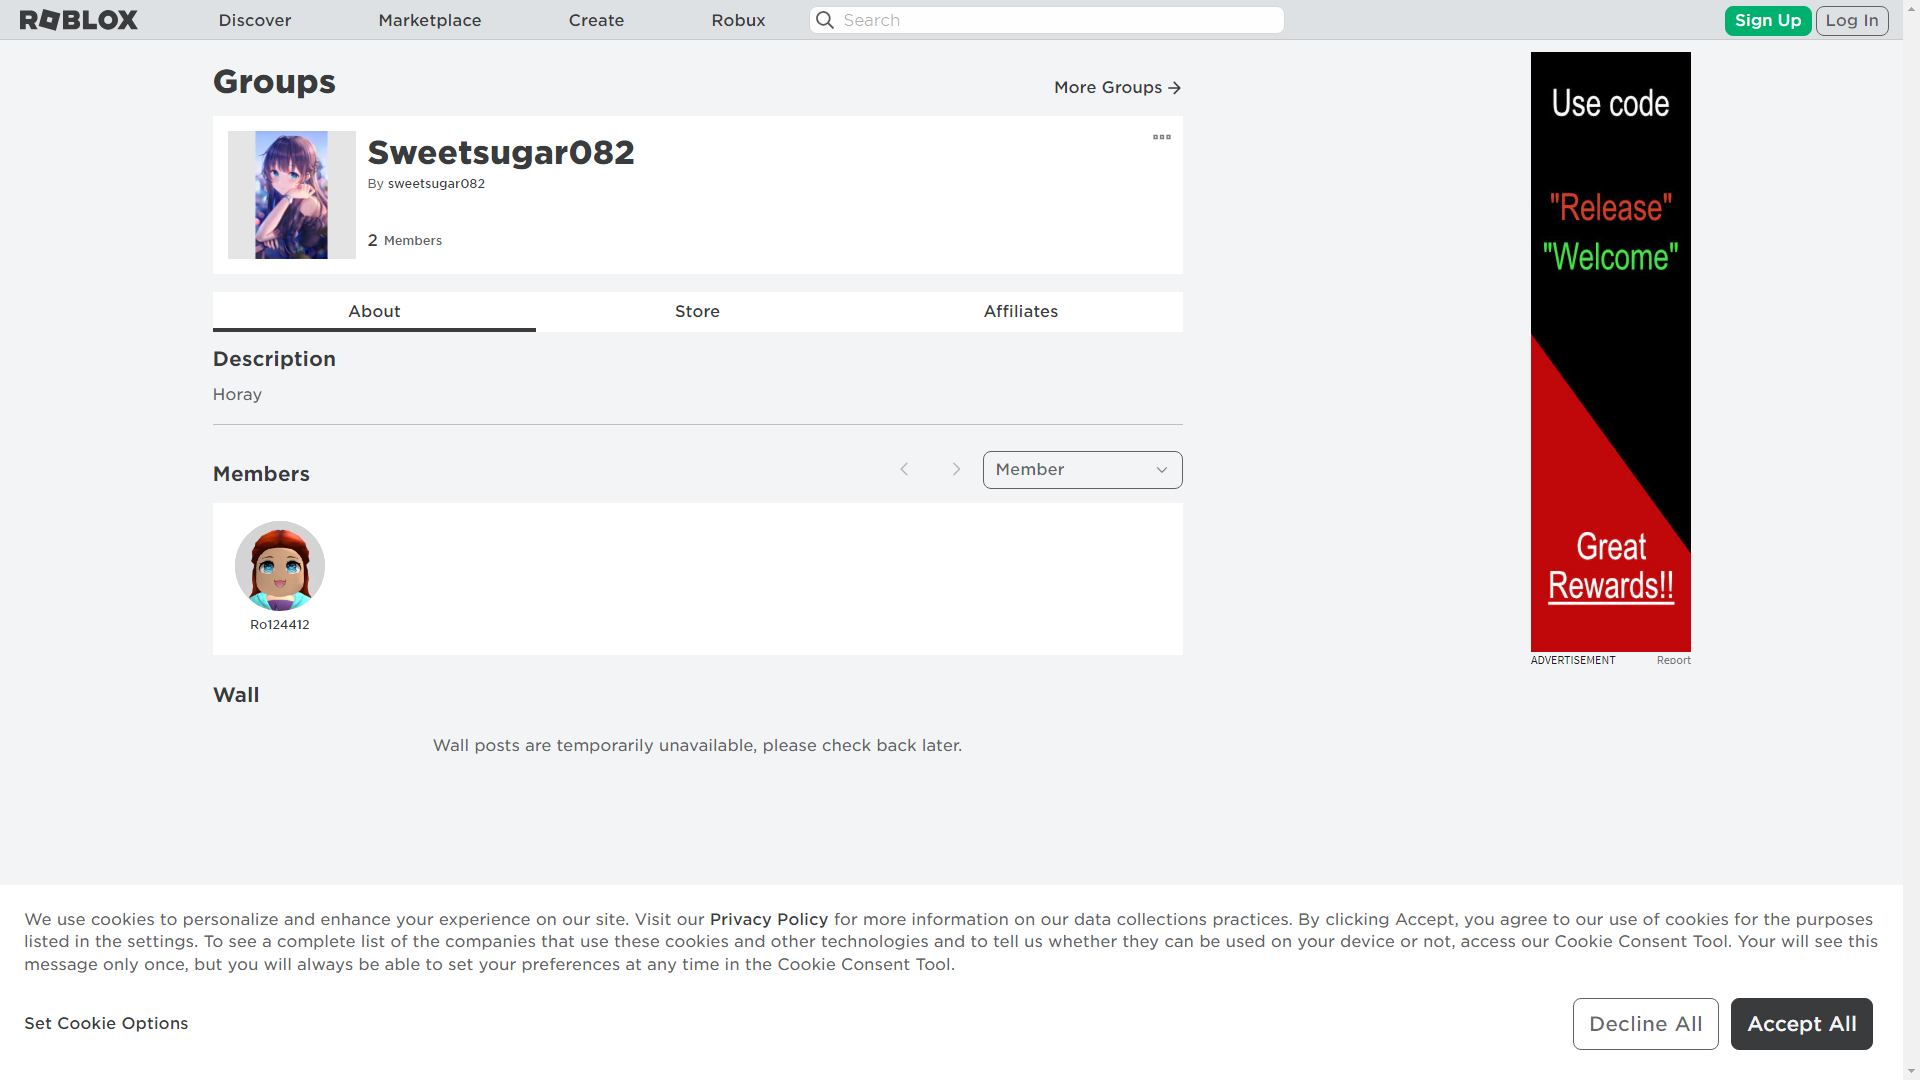 ROBLOX
Discover
Marketplace
Create
Robux
Search
Sign Up
Log In
Groups
More Groups
Sweetsugar082
By sweetsugar082
2 Members
About
Store
Affiliates
Description
Horay
Members
Member
Ro124412
Wall
Wall posts are temporarily unavailable, please check back later.
Use code
"Release"
"Welcome"
Great
Rewards!!
ADVERTISEMENT
Report
We use cookies to personalize and enhance your experience on our site. Visit our Privacy Policy for more information on our data collections practices. By clicking Accept, you agree to our use of cookies for the purposes
listed in the settings. To see a complete list of the companies that use these cookies and other technologies and to tell us whether they can be used on your device or not, access our Cookie Consent Tool. Your will see this
message only once, but you will always be able to set your preferences at any time in the Cookie Consent Tool.
Set Cookie Options
Decline All
Accept All